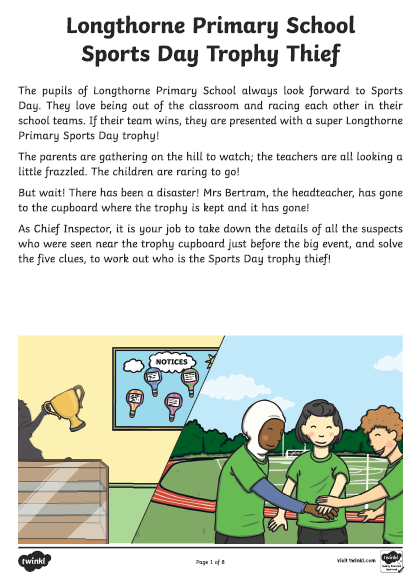 Longthorne Primary School
Sports Day Trophy Thief
The pupils of Longthorne Primary School always look forward to Sports
Day. They love being out of the classroom and racing each other in their
school teams. If their team wins, they are presented with a super Longthorne
Primary Sports Day trophy!
The parents are gathering on the hill to watch; the teachers are all looking a
little frazzled. The children are raring to go!
But wait! There has been a disaster! Mrs Bertram, the headteacher, has gone
to the cupboard where the trophy is kept and it has gone!
As Chief Inspector, it is your job to take down the details of all the suspects
who were seen near the trophy cupboard just before the big event, and solve
the five clues, to work out who is the Sports Day trophy thief!
NOTICES
twinkl
Page 1 of 8
visit twinkl.com
twinkl